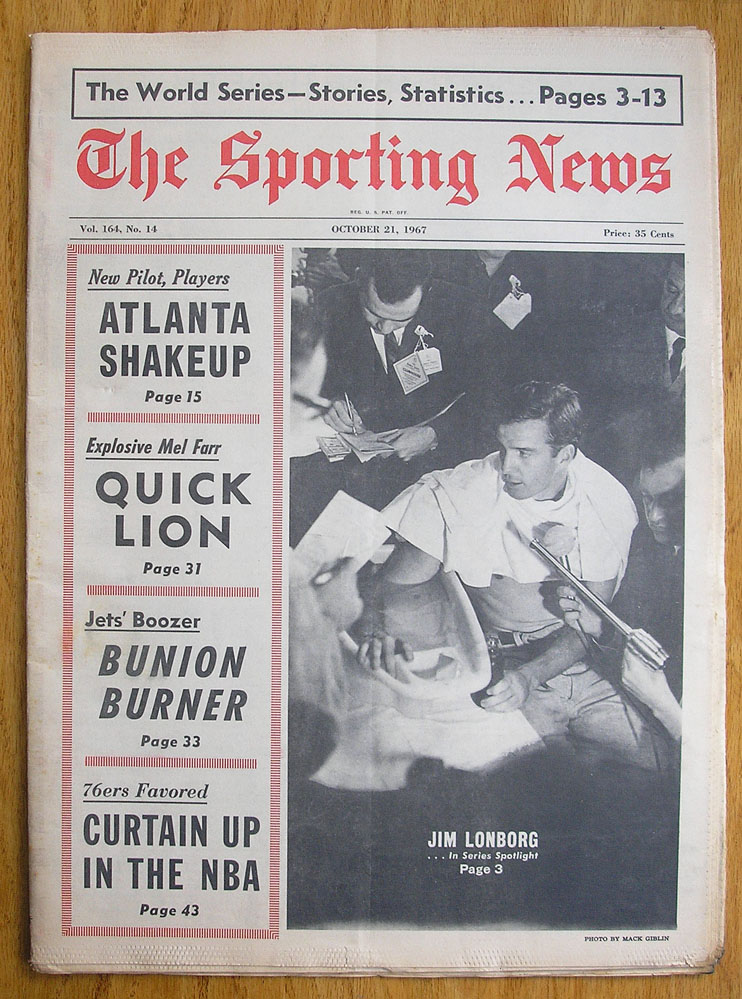 The World Series—Stories, Statistics...Pages 3-13
The Sporting News
REG. U. S. PAT. OFF.
Vol. 164, No. 14
OCTOBER 21, 1967
Price: 35 Cents
New Pilot, Players
ATLANTA
SHAKEUP
Page 15
Explosive Mel Farr
QUICK
LION
Page 31
Jets' Boozer
BUNION
BURNER
Page 33
76ers Favored
CURTAIN UP
IN THE NBA
Page 43
JIM LONBORG
...In Series Spotlight
Page 3
PHOTO BY MACK GIBLIN